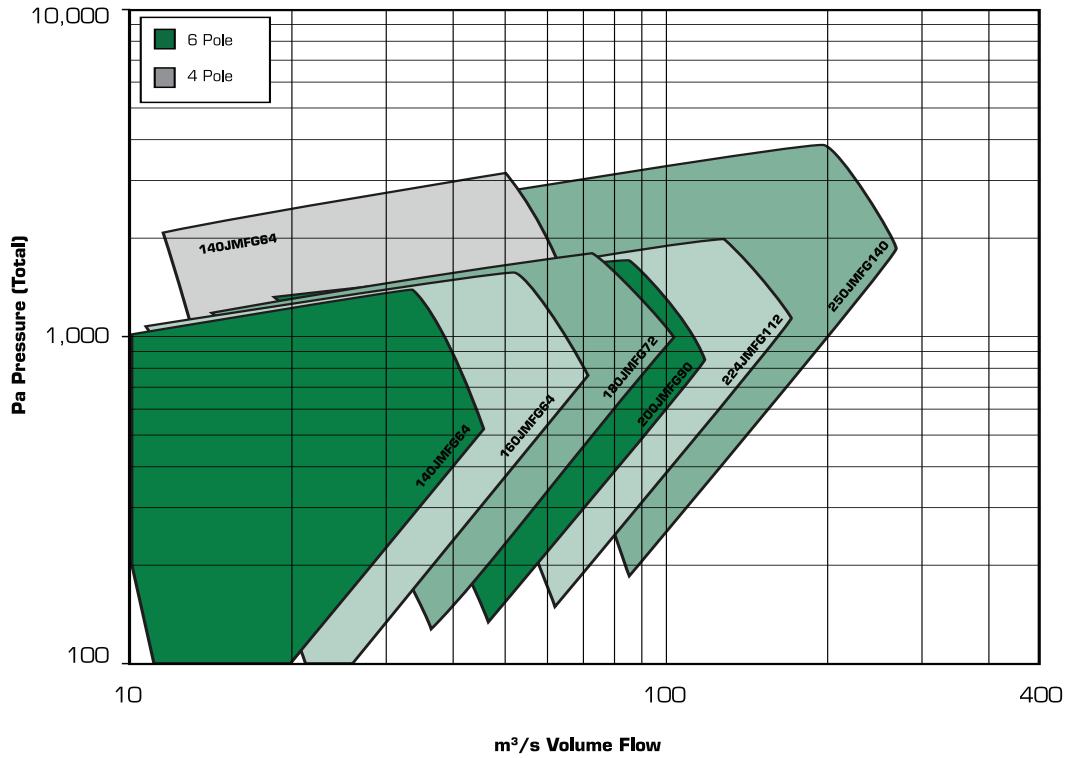 10,000
6 Pole
4 Pole
140JMFG64
250JMFG140
1,000
224JMFG112
180JMFG72
200JMFG90
160JMFG64
140JMFG64
Pa Pressure (Total)
100
10
100
400
m³/s Volume Flow